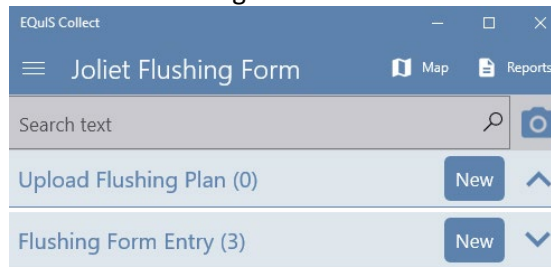 EQuIS Collect
Joliet Flushing Form Map Reports
Search text
Upload Flushing Plan (0) New
Flushing Form Entry (3) New